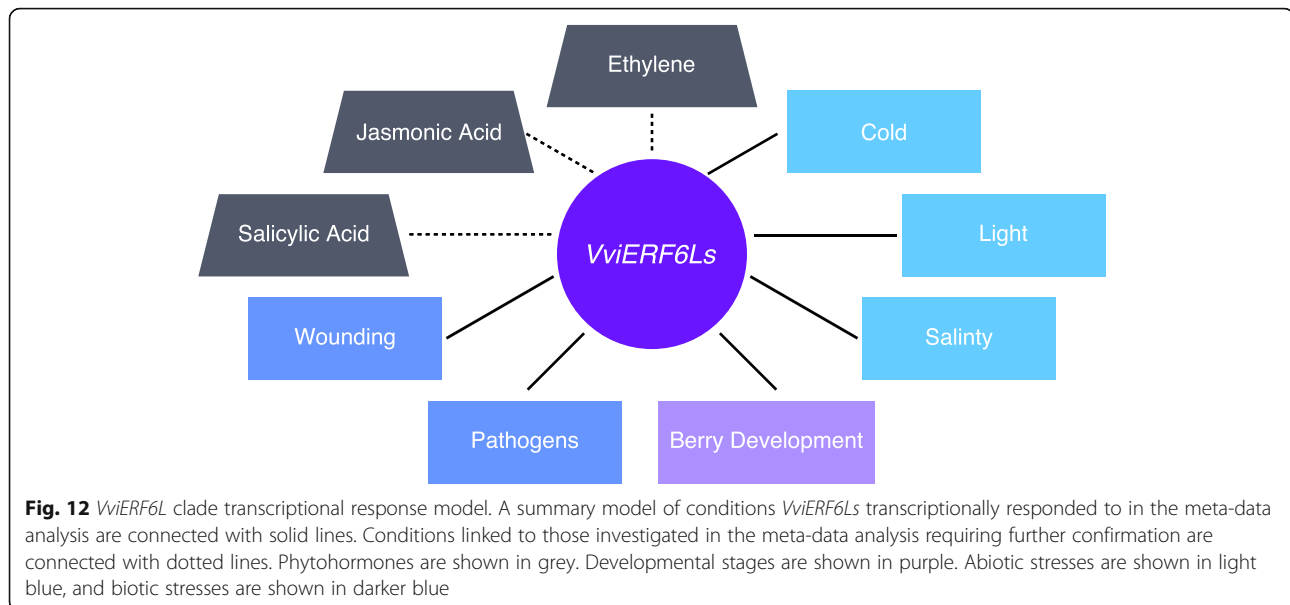 Ethylene
Jasmonic Acid
Cold
Salicylic Acid
VviERF6Ls
Light
Wounding
Salinty
Pathogens
Berry Development
Fig. 12 VviERF6L clade transcriptional response model. A summary model of conditions VviERF6Ls transcriptionally responded to in the meta-data
analysis are connected with solid lines. Conditions linked to those investigated in the meta-data analysis requiring further confirmation are
connected with dotted lines. Phytohormones are shown in grey. Developmental stages are shown in purple. Abiotic stresses are shown in light
blue, and biotic stresses are shown in darker blue